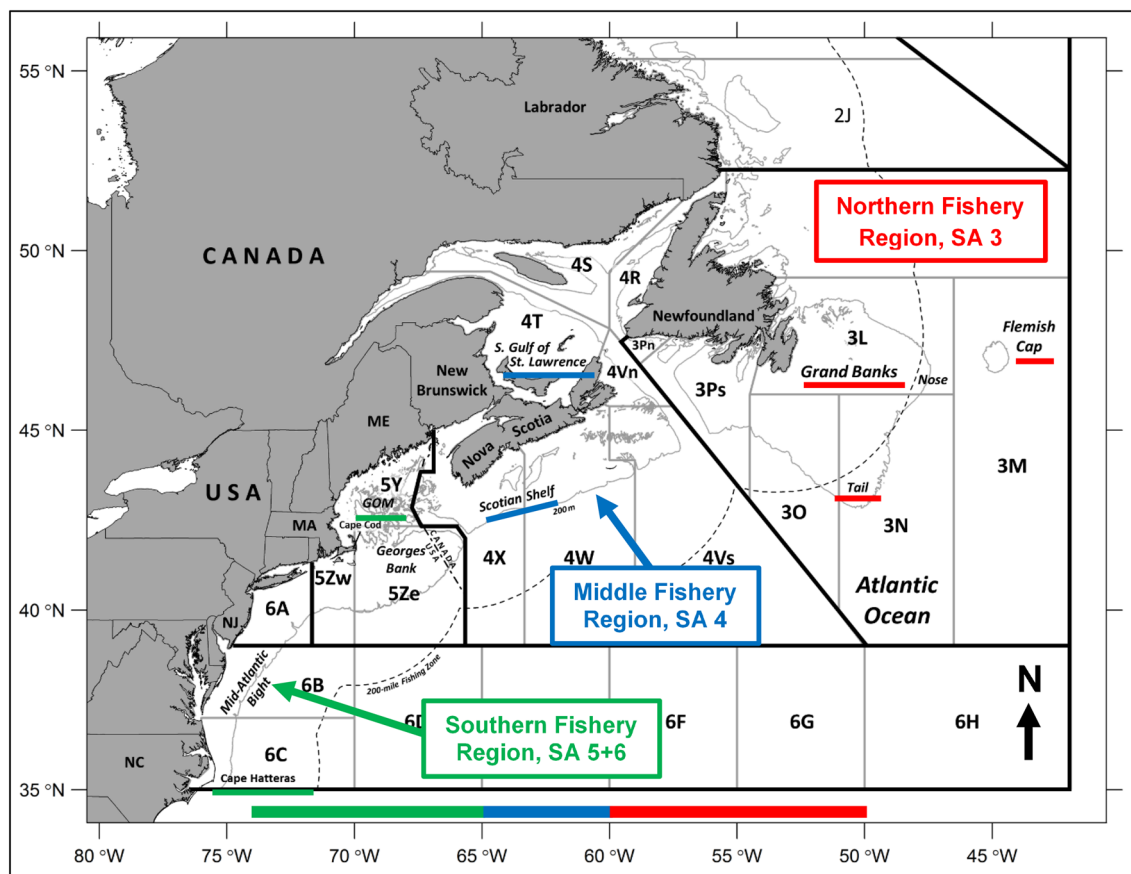 55 °N
50 °N
45 °N
40 °N
35 °N
Labrador
2J
Northern Fishery
Region, SA 3
CANADA
4S
4R
Newfoundland
3Pn
4T
S. Gulf of
St. Lawrence
4Vn
3Ps
3L
Grand Banks
Nose
Flemish
Cap
New
Brunswick
ME
Nova
Scotia
3M
USA
5Y
GOM
Cape Cod
MA
Scotian Shelf
200 m
Tail
3O
3N
CANADA
USA
Georges
Bank
5Zw
5Ze
4X
4W
4Vs
Middle Fishery
Region, SA 4
Atlantic
Ocean
6A
NJ
Mid-Atlantic
Bight
6B
200-mile Fishing Zone
6D
Southern Fishery
Region, SA 5+6
6F
6G
6H
N
NC
6C
Cape Hatteras
80 °W
75 °W
70 °W
65 °W
60 °W
55 °W
50 °W
45 °W